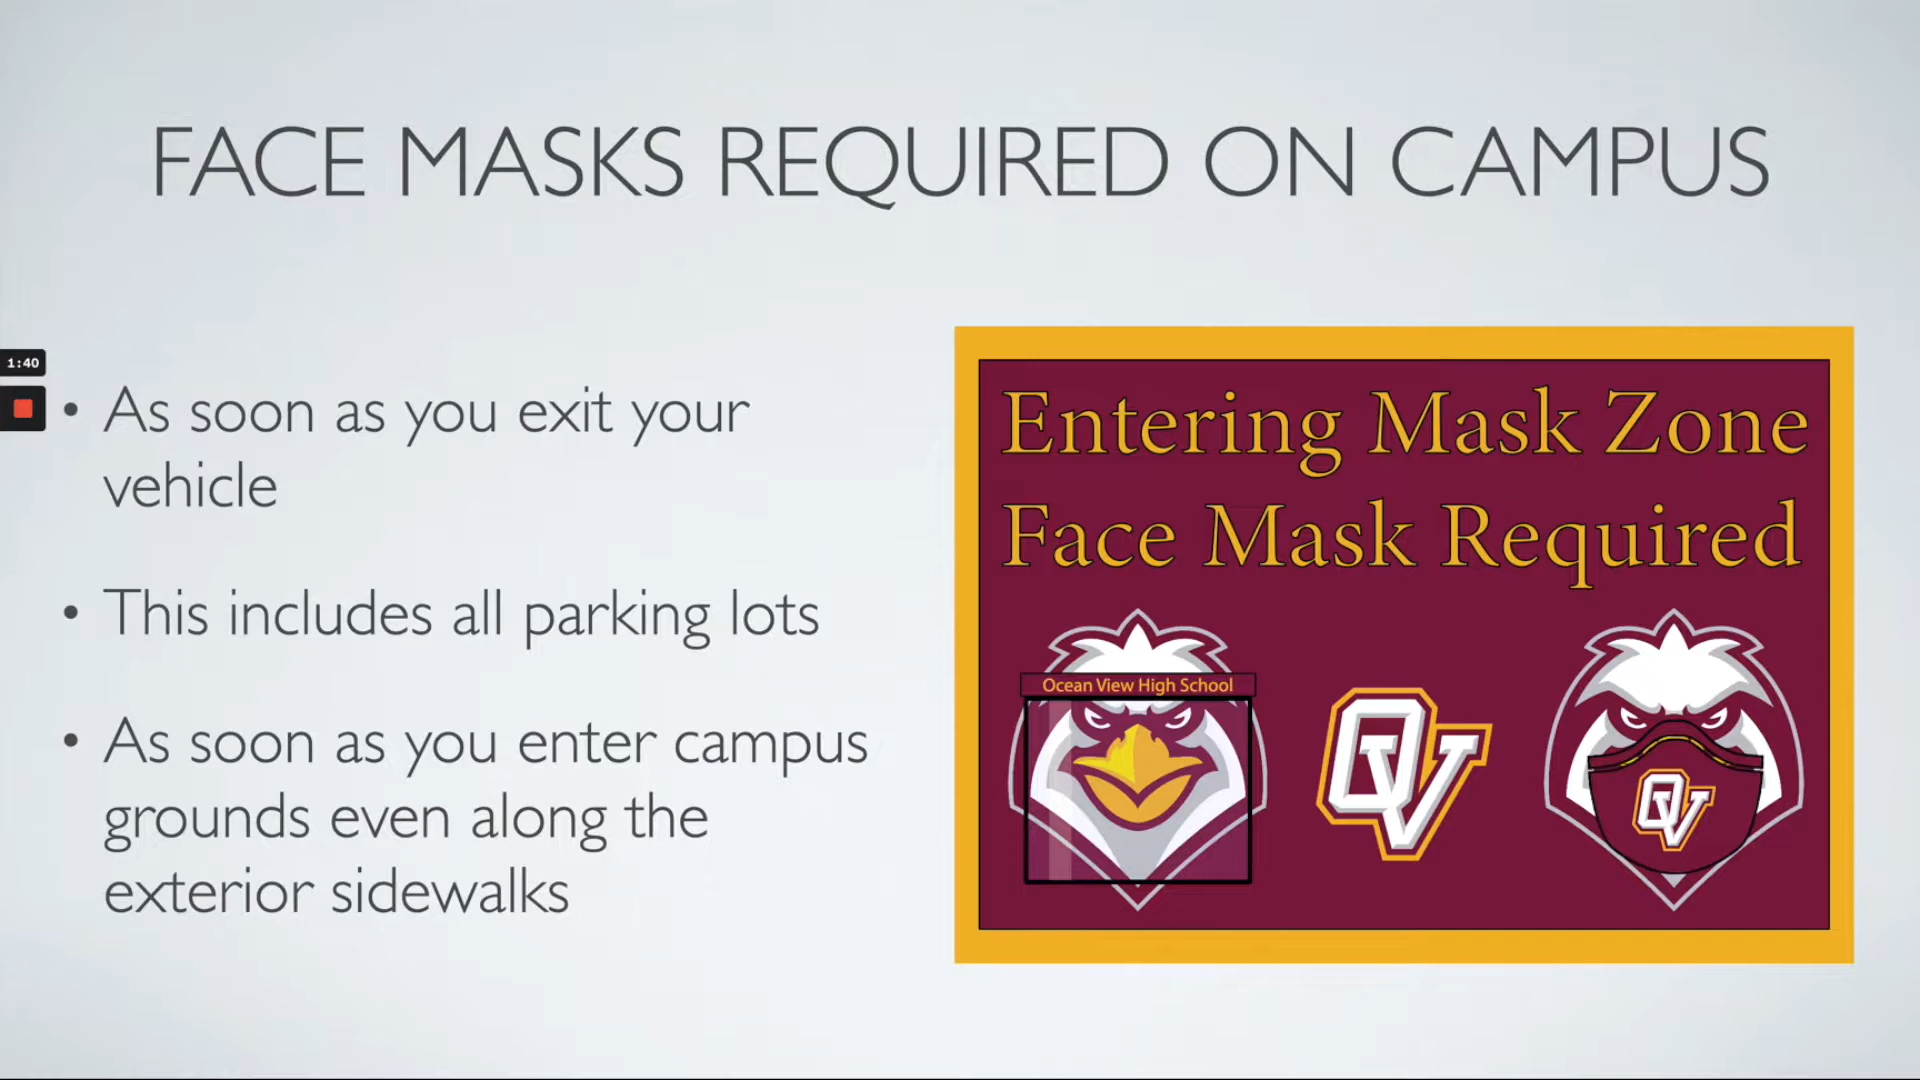 FACE MASKS REQUIRED ON CAMPUS
1:40
• As soon as you exit your
vehicle
• This includes all parking lots
• As soon as you enter campus
grounds even along the
exterior sidewalks
Entering Mask Zone
Face Mask Required
Ocean View High School
OV
OV